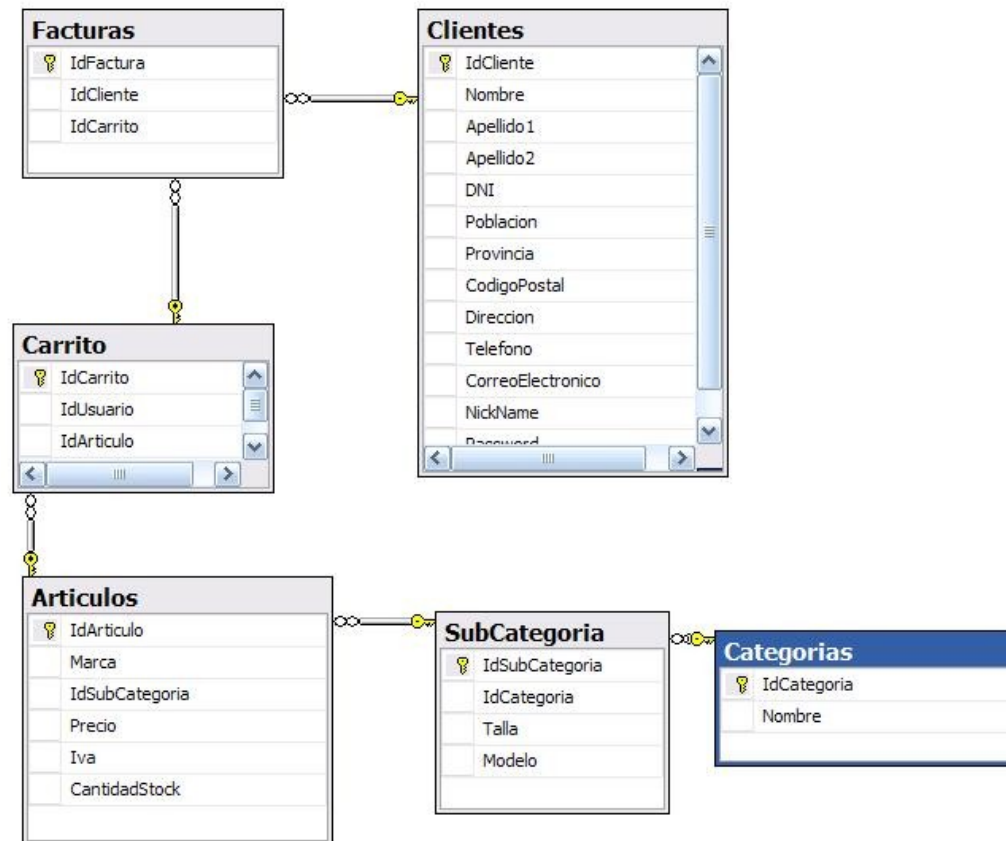 Facturas
IdFactura
IdCliente
IdCarrito
Clientes
IdCliente
Nombre
Apellido1
Apellido2
DNI
Poblacion
Provincia
CodigoPostal
Direccion
Telefono
CorreoElectronico
NickName
Password
Carrito
IdCarrito
IdUsuario
IdArticulo
Articulos
IdArticulo
Marca
IdSubCategoria
Precio
Iva
CantidadStock
SubCategoria
IdSubCategoria
IdCategoria
Talla
Modelo
Categorias
IdCategoria
Nombre